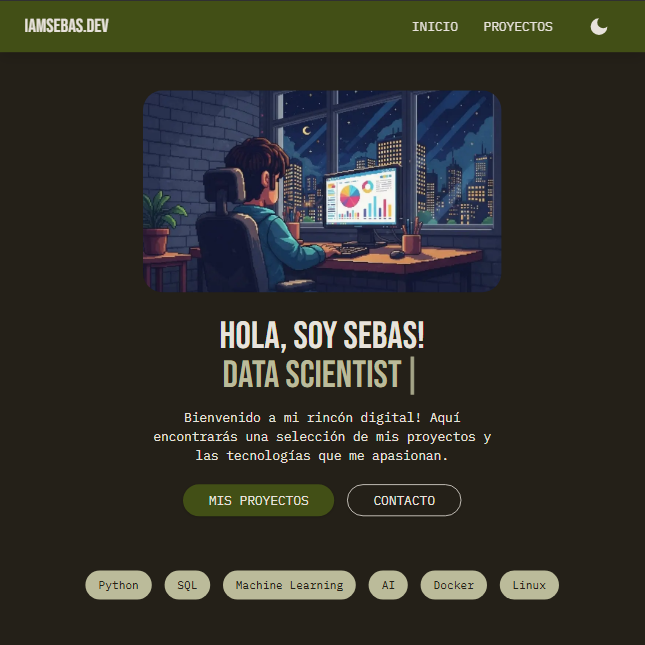 IAMSEBAS.DEV
INICIO
PROYECTOS
HOLA, SOY SEBAS!
DATA SCIENTIST |
Bienvenido a mi rincón digital! Aquí
encontrarás una selección de mis proyectos y
las tecnologías que me apasionan.
MIS PROYECTOS
CONTACTO
Python
SQL
Machine Learning
AI
Docker
Linux